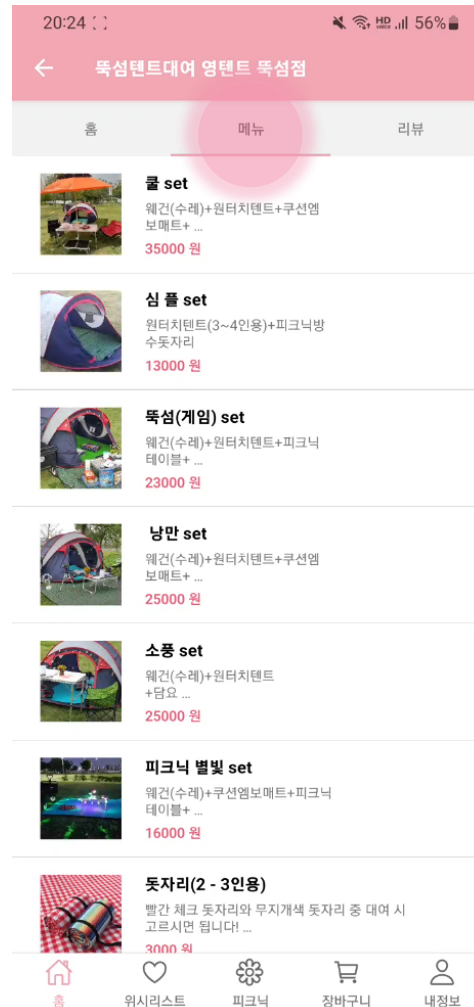 20:24
56%
뚝섬텐트대여 영텐트 뚝섬점
홈 메뉴 리뷰
쿨 set
웨건(수레)+원터치텐트+쿠션엠
보매트+ ...
35000 원
심 플 set
원터치텐트(3~4인용)+피크닉방
수돗자리
13000 원
뚝섬(게임) set
웨건(수레)+원터치텐트+피크닉
테이블+ ...
23000 원
낭만 set
웨건(수레)+원터치텐트+쿠션엠
보매트+ ...
25000 원
소풍 set
웨건(수레)+원터치텐트
+담요 ...
25000 원
피크닉 별빛 set
웨건(수레)+쿠션엠보매트+피크닉
테이블+ ...
16000 원
돗자리(2 - 3인용)
빨간 체크 돗자리와 무지개색 돗자리 중 대여 시
고르시면 됩니다! ...
3000 원
홈 위시리스트 피크닉 장바구니 내정보